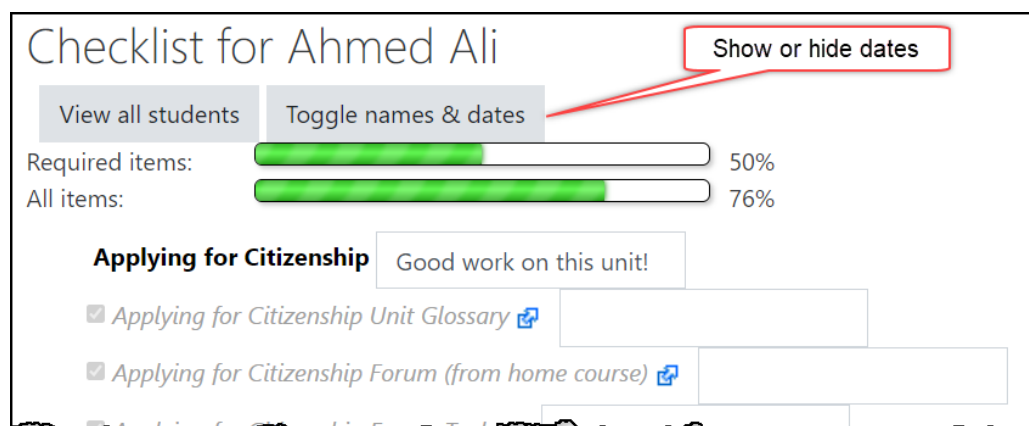 Checklist for Ahmed Ali
Show or hide dates
View all students
Toggle names & dates
Required items: 50%
All items: 76%
Applying for Citizenship Good work on this unit!
Applying for Citizenship Unit Glossary
Applying for Citizenship Forum (from home course)